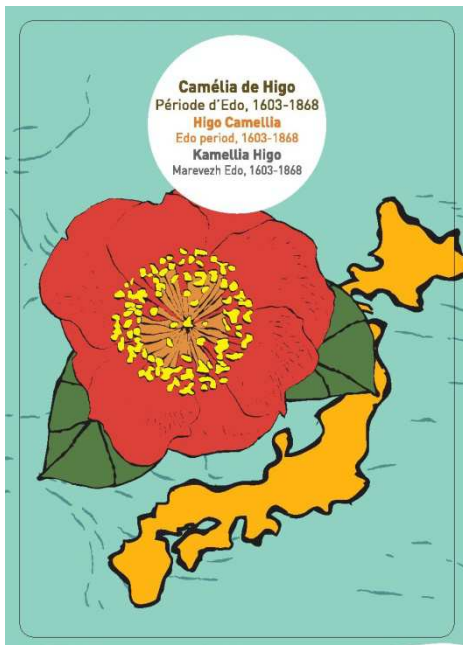 Camélia de Higo
Période d'Edo, 1603-1868
Higo Camellia
Edo period, 1603-1868
Kamellia Higo
Marevezh Edo, 1603-1868